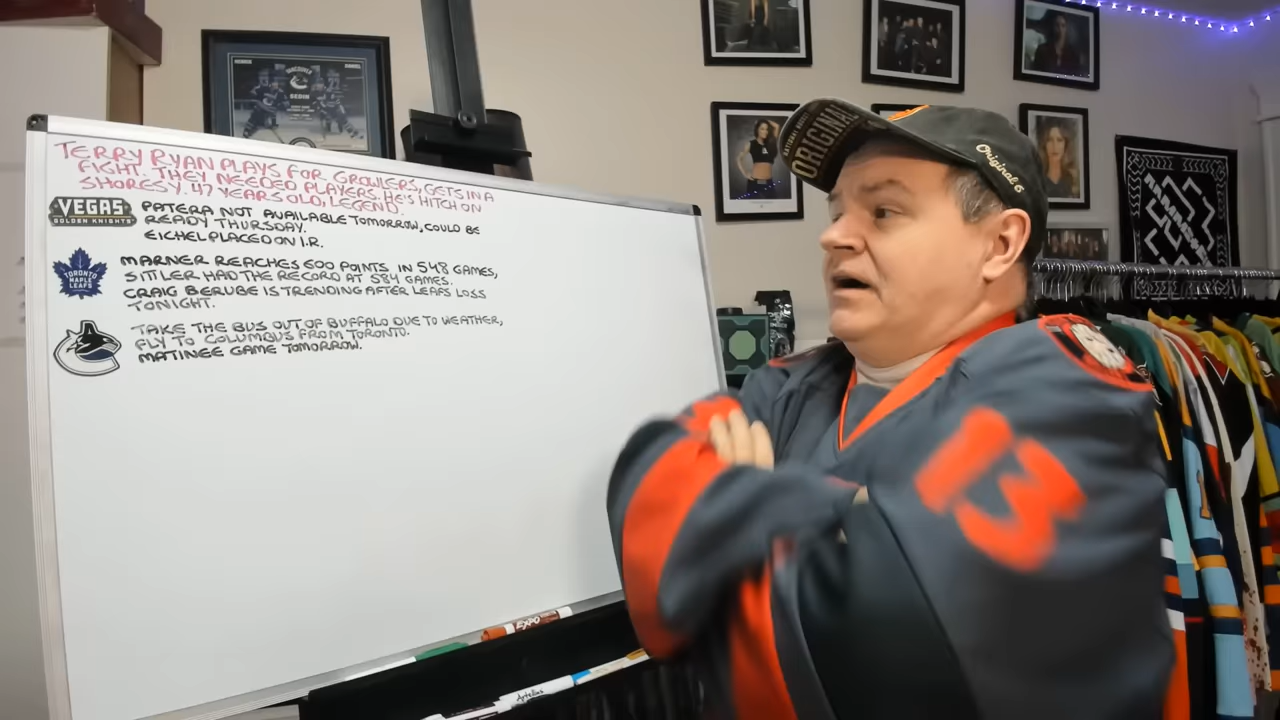 VANCOUVER
SEDIN
TERRY RYAN PLAYS FOR GROWLERS, GETS IN A
FIGHT. THEY NEEDED PLAYERS. HE'S HITCH ON
SHORESY. 47 YEARS OLD, LEGEND.
VEGAS
GOLDEN KNIGHTS
PATERA NOT AVAILABLE TOMORROW, COULD BE
READY THURSDAY.
EICHEL PLACED ON I.R.
TORONTO
MAPLE
LEAFS
MARNER REACHES 600 POINTS IN 548 GAMES,
SITTLER HAD THE RECORD AT 584 GAMES.
CRAIG BERUBE IS TRENDING AFTER LEAFS LOSS
TONIGHT.
TAKE THE BUS OUT OF BUFFALO DUE TO WEATHER,
FLY TO COLUMBUS FROM TORONTO.
MATINEE GAME TOMORROW.
ORIGINAL
Original 6
13
EXPO
Artelius